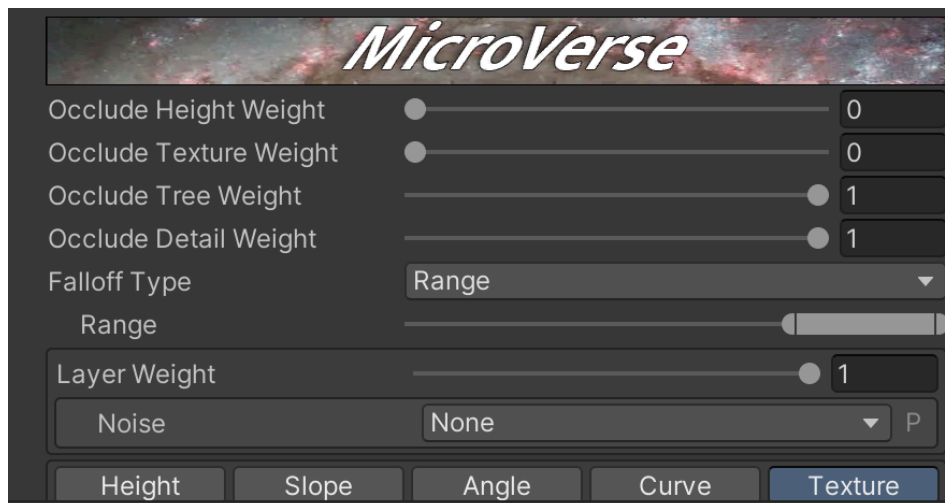 MicroVerse
Occlude Height Weight 0
Occlude Texture Weight 0
Occlude Tree Weight 1
Occlude Detail Weight 1
Falloff Type Range
Range
Layer Weight 1
Noise None P
Height Slope Angle Curve Texture